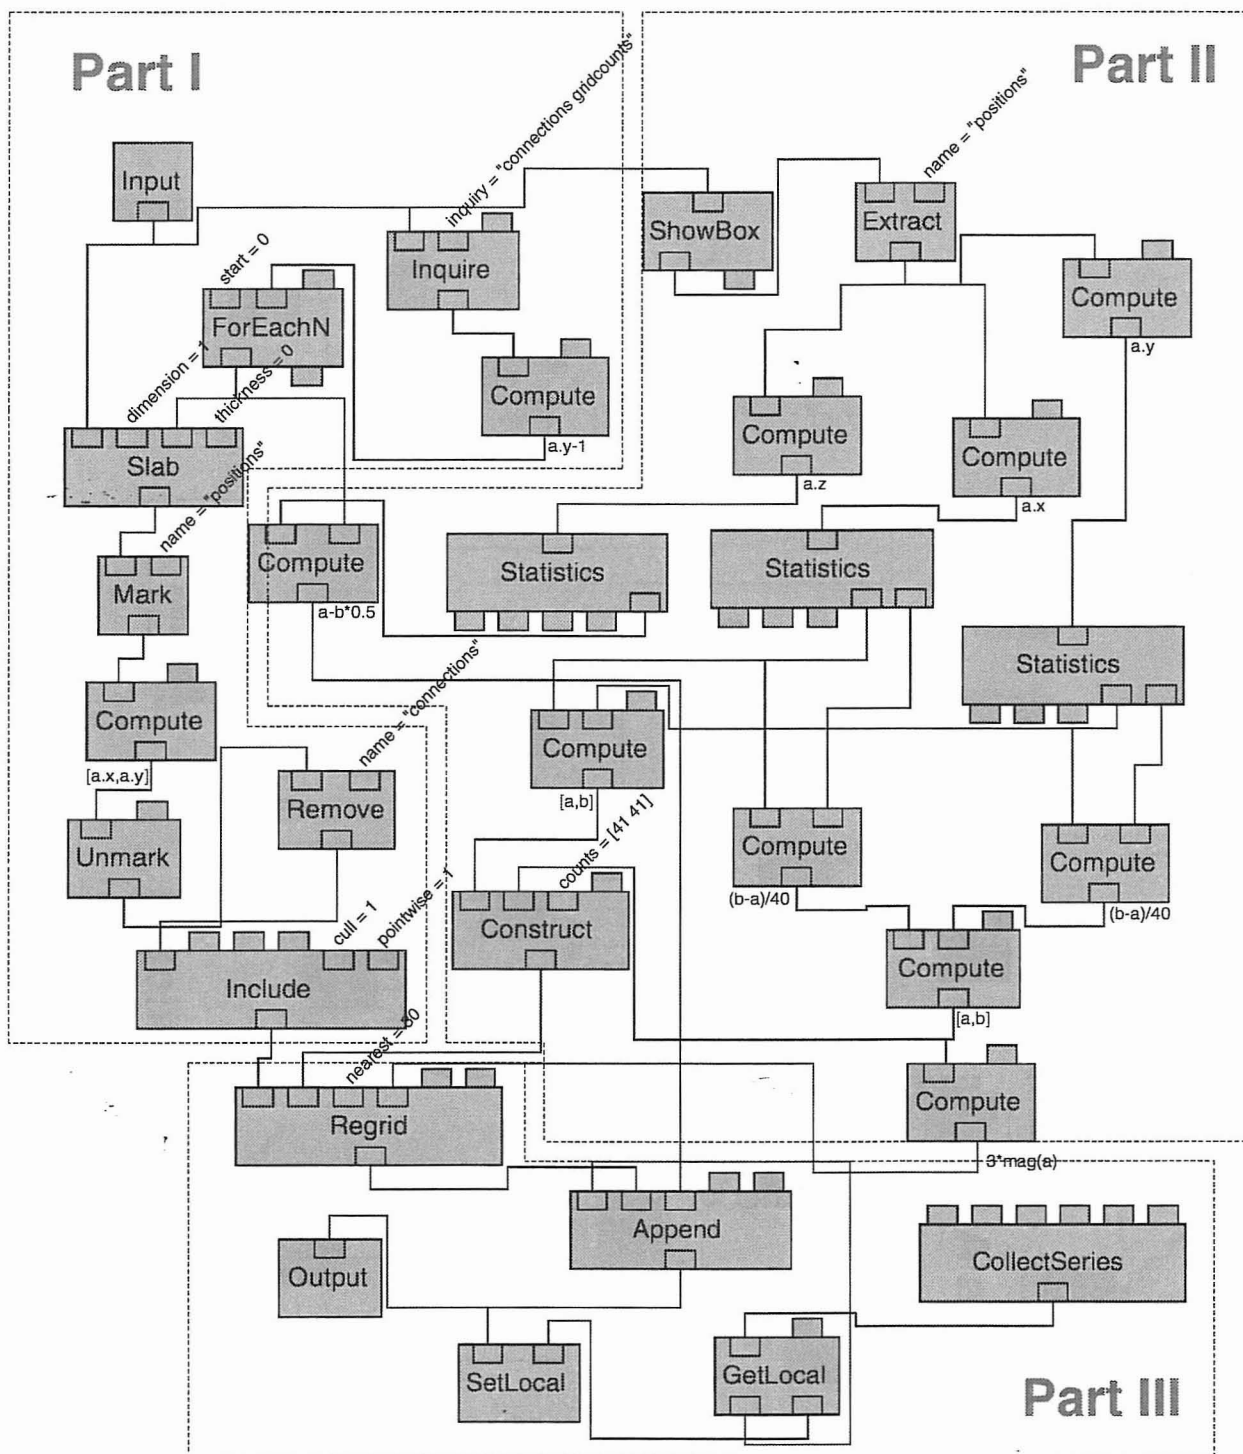 Part I
Part II
inquiry = "connections gridcounts"
name = "positions"
Input
ShowBox
Extract
start = 0
Inquire
Compute
a.y
ForEachN
dimension = 1
thickness = 0
Compute
a.y-1
Compute
a.z
Compute
a.x
Slab
name = "positions"
Compute
a-b*0.5
Statistics
Statistics
Mark
Statistics
name = "connections"
Compute
[a.x,a.y]
Compute
[a,b]
Remove
counts = [41 41]
Compute
(b-a)/40
Compute
(b-a)/40
Unmark
cull = 1
pointwise = 1
Construct
Compute
[a,b]
Include
nearest = 30
Regrid
Compute
3*mag(a)
Append
CollectSeries
Output
SetLocal
GetLocal
Part III